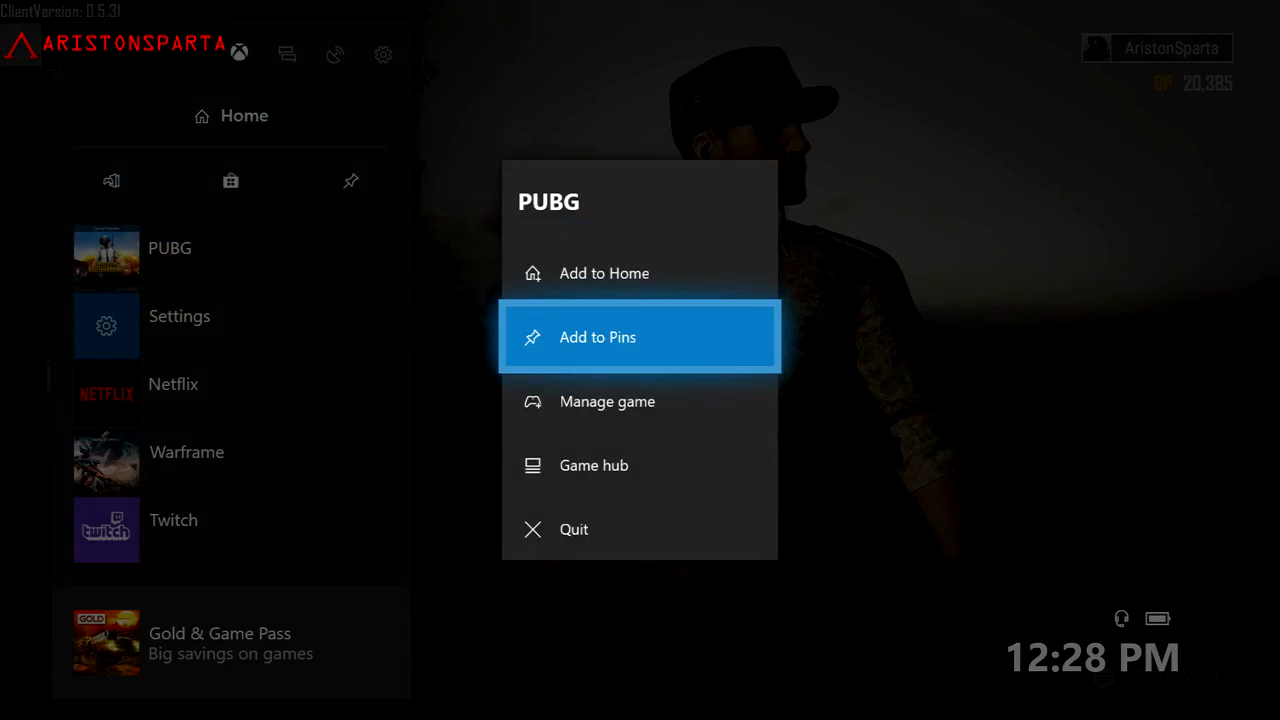 ClientVersion: 0.5.31
ARISTONSPARTA
AristonSparta
BP 20,385
Home
PUBG
Settings
NETFLIX
Netflix
Warframe
twitch
Twitch
GOLD
Gold & Game Pass
Big savings on games
PUBG
Add to Home
Add to Pins
Manage game
Game hub
Quit
12:28 PM